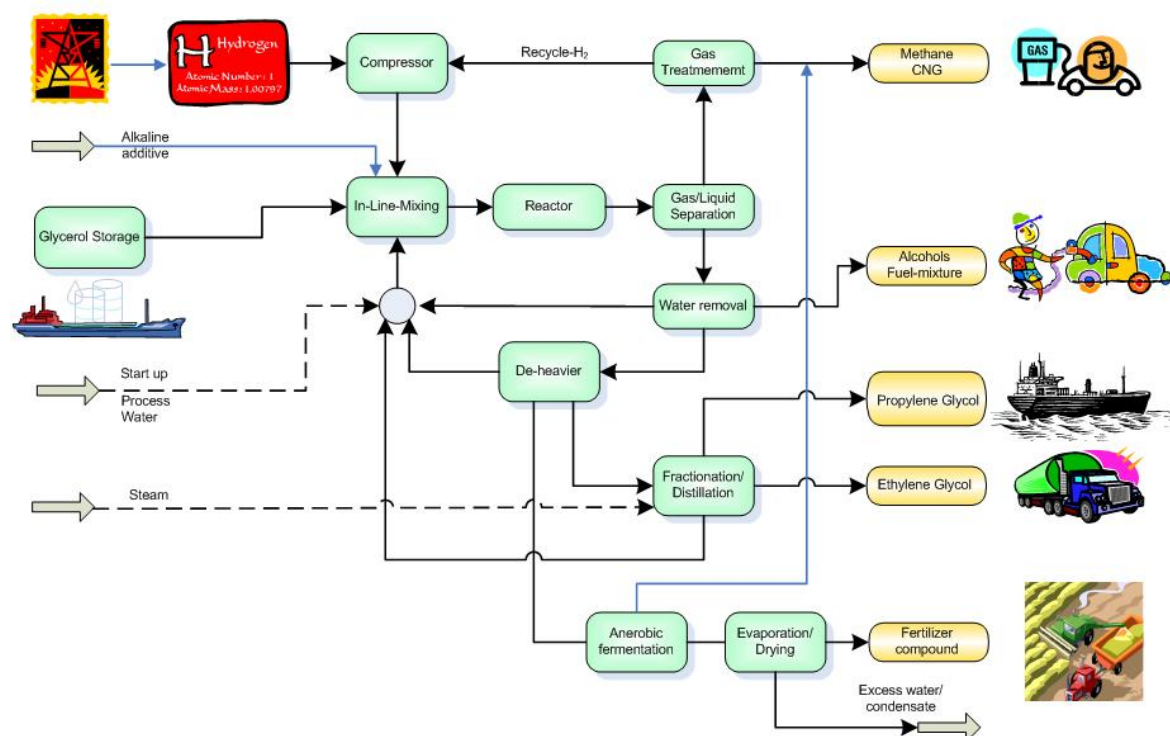 H Hydrogen
Atomic Number: 1
Atomic Mass: 1.00797
Compressor
Recycle-H2
Gas
Treatmememt
Methane
CNG
GAS
Alkaline
additive
In-Line-Mixing
Reactor
Gas/Liquid
Separation
Glycerol Storage
Alcohols
Fuel-mixture
Water removal
De-heavier
Start up
Process
Water
Propylene Glycol
Steam
Fractionation/
Distillation
Ethylene Glycol
Anerobic
fermentation
Evaporation/
Drying
Fertilizer
compound
Excess water/
condensate